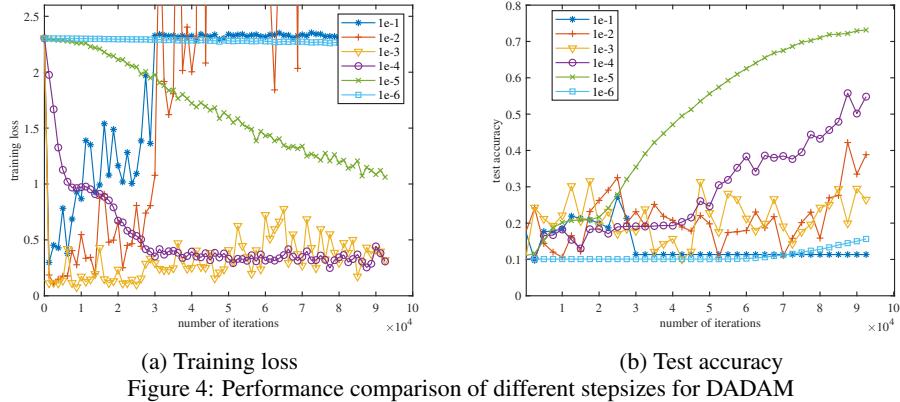 2.5
2
1.5
1
0.5
0
training loss
0 1 2 3 4 5 6 7 8 9 10
number of iterations
×10^4
1e-1
1e-2
1e-3
1e-4
1e-5
1e-6
0.8
0.7
0.6
0.5
0.4
0.3
0.2
0.1
0
test accuracy
0 1 2 3 4 5 6 7 8 9 10
number of iterations
×10^4
1e-1
1e-2
1e-3
1e-4
1e-5
1e-6
(a) Training loss
(b) Test accuracy
Figure 4: Performance comparison of different stepsizes for DADAM